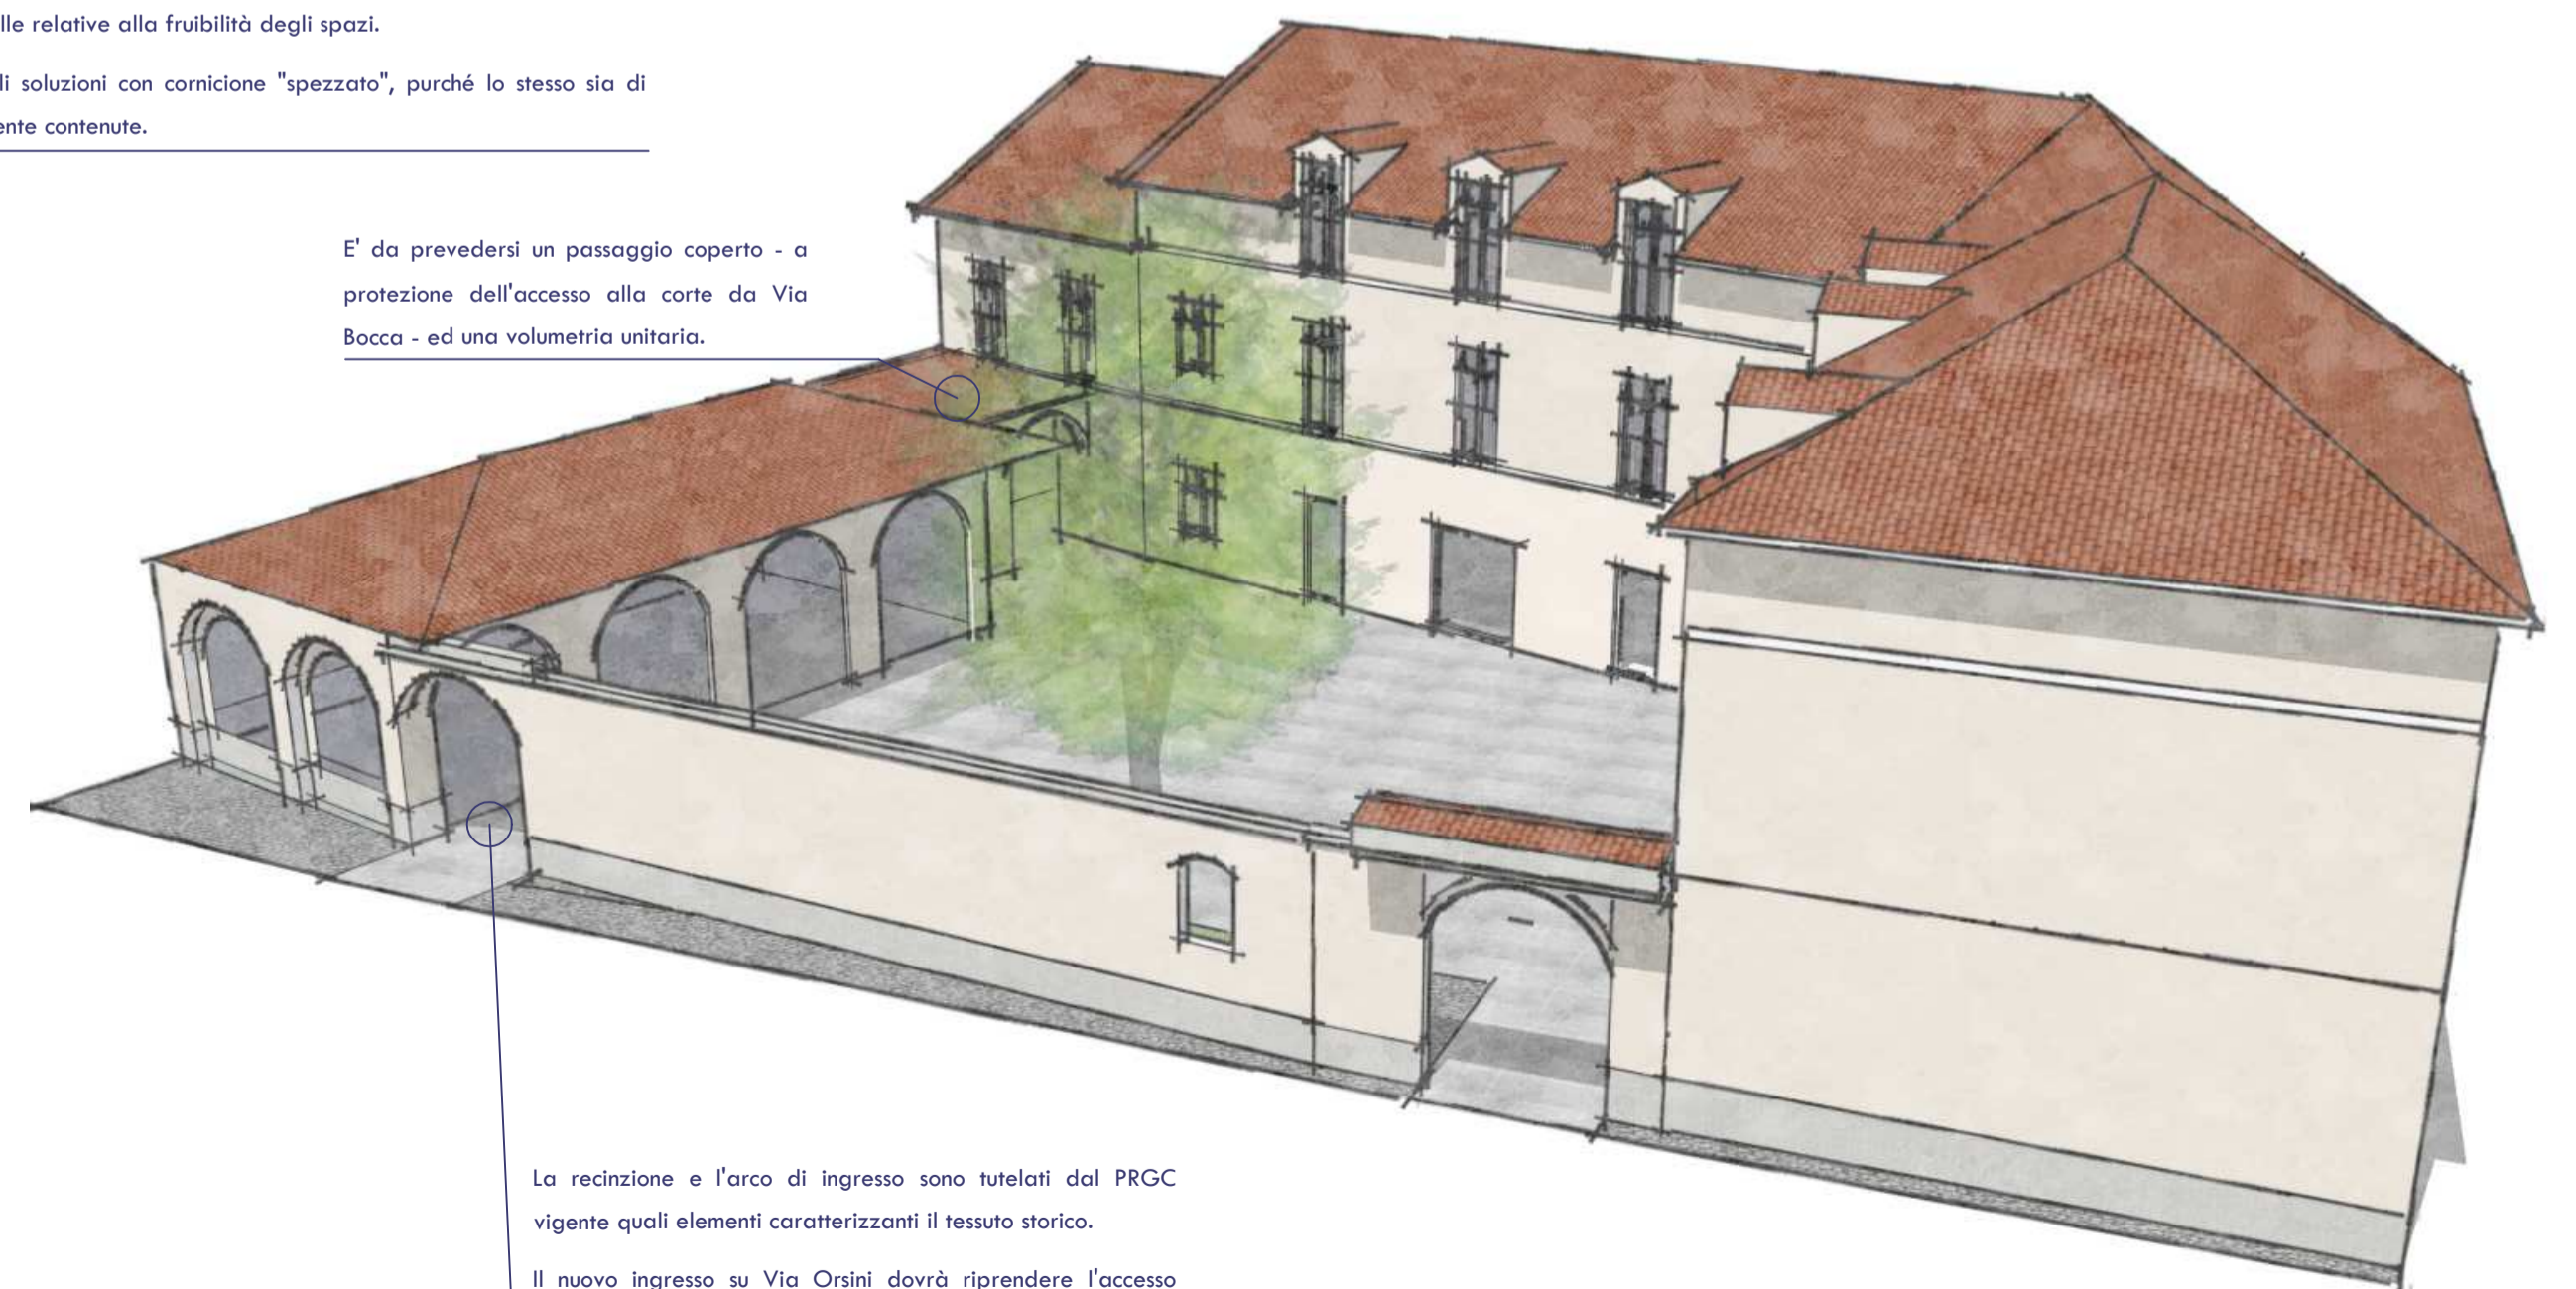 lle relative alla fruibilità degli spazi.
li soluzioni con cornicione "spezzato", purché lo stesso sia di
ente contenute.
E' da prevedersi un passaggio coperto - a
protezione dell'accesso alla corte da Via
Bocca - ed una volumetria unitaria.
La recinzione e l'arco di ingresso sono tutelati dal PRGC
vigente quali elementi caratterizzanti il tessuto storico.
Il nuovo ingresso su Via Orsini dovrà riprendere l'accesso